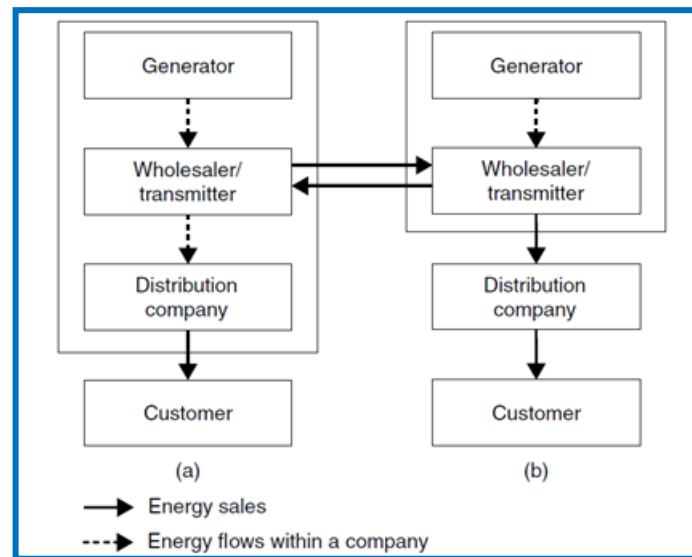 Generator
Generator
Wholesaler/
transmitter
Wholesaler/
transmitter
Distribution
company
Distribution
company
Customer
Customer
(a)
(b)
Energy sales
Energy flows within a company